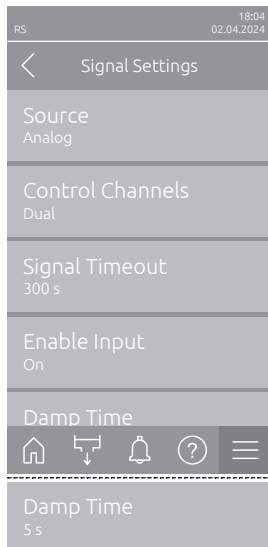 18:04
RS 02.04.2024
Signal Settings
Source
Analog
Control Channels
Dual
Signal Timeout
300 s
Enable Input
On
Damp Time
?
Damp Time
5 s